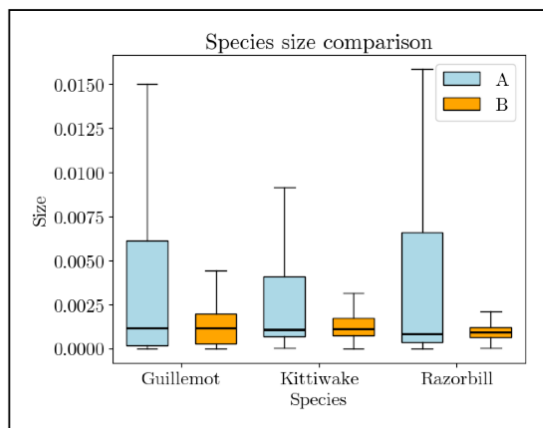 Species size comparison
A
B
0.0150
0.0125
0.0100
0.0075
0.0050
0.0025
0.0000
Size
Guillemot Kittiwake Razorbill
Species